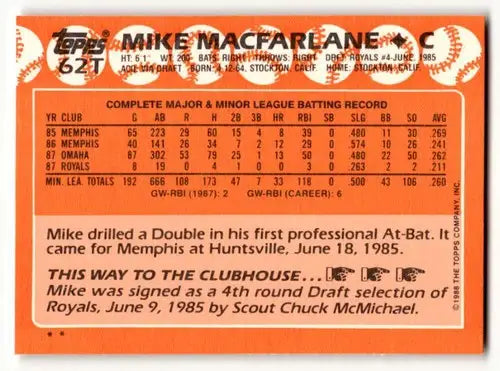 Topps
62T
MIKE MACFARLANE ✦ C
HT: 6'1" WT: 200 BATS: RIGHT THROWS: RIGHT DRFT: ROYALS #4-JUNE, 1985
ACQ: VIA DRAFT BORN: 4-12-64, STOCKTON, CALIF. HOME: STOCKTON, CALIF.
COMPLETE MAJOR & MINOR LEAGUE BATTING RECORD
YR CLUB G AB R H 2B 3B HR RBI SB SLG BB SO AVG
85 MEMPHIS 65 223 29 60 15 4 8 39 0 .480 11 30 .269
86 MEMPHIS 40 141 26 34 7 2 12 29 0 .574 10 26 .241
87 OMAHA 87 302 53 79 25 1 13 50 0 .480 22 50 .262
87 ROYALS 8 19 0 4 1 0 0 3 0 .263 2 2 .211
MIN. LEA. TOTALS 192 666 108 173 47 7 33 118 0 .500 43 106 .260
GW-RBI (1987): 2 GW-RBI (CAREER): 6
Mike drilled a Double in his first professional At-Bat. It
came for Memphis at Huntsville, June 18, 1985.
THIS WAY TO THE CLUBHOUSE...
Mike was signed as a 4th round Draft selection of
Royals, June 9, 1985 by Scout Chuck McMichael.
* *
©1988 THE TOPPS COMPANY, INC.